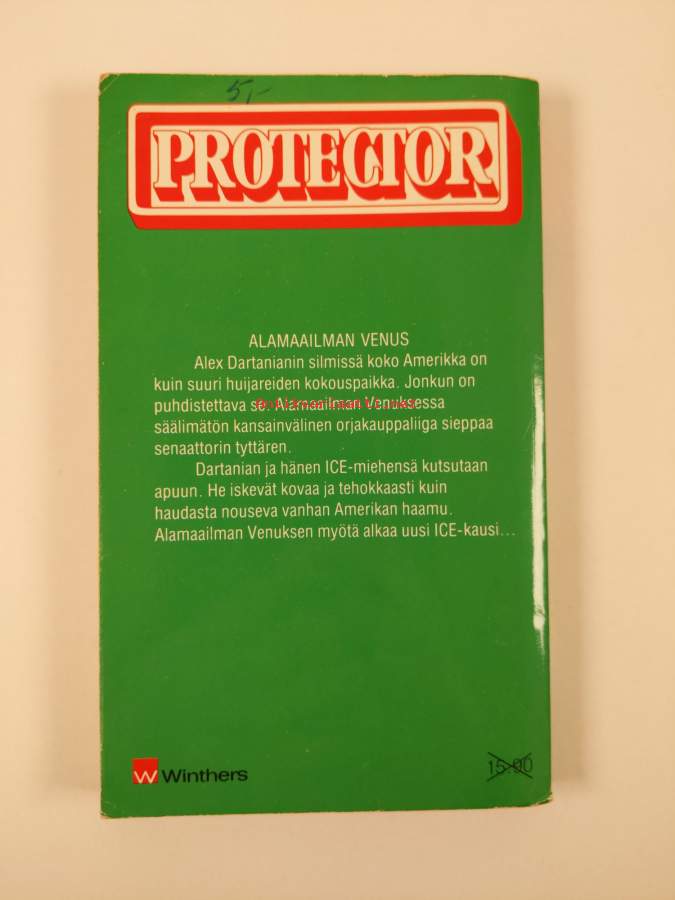 5,-
PROTECTOR
ALAMAAILMAN VENUS
Alex Dartanianin silmissä koko Amerikka on
kuin suuri huijareiden kokouspaikka. Jonkun on
puhdistettava se. Alamaailman Venuksessa
säälimätön kansainvälinen orjakauppaliiga sieppaa
senaattorin tyttären.
Dartanian ja hänen ICE-miehensä kutsutaan
apuun. He iskevät kovaa ja tehokkaasti kuin
haudasta nouseva vanhan Amerikan haamu.
Alamaailman Venuksen myötä alkaa uusi ICE-kausi...
W Winthers
15.90